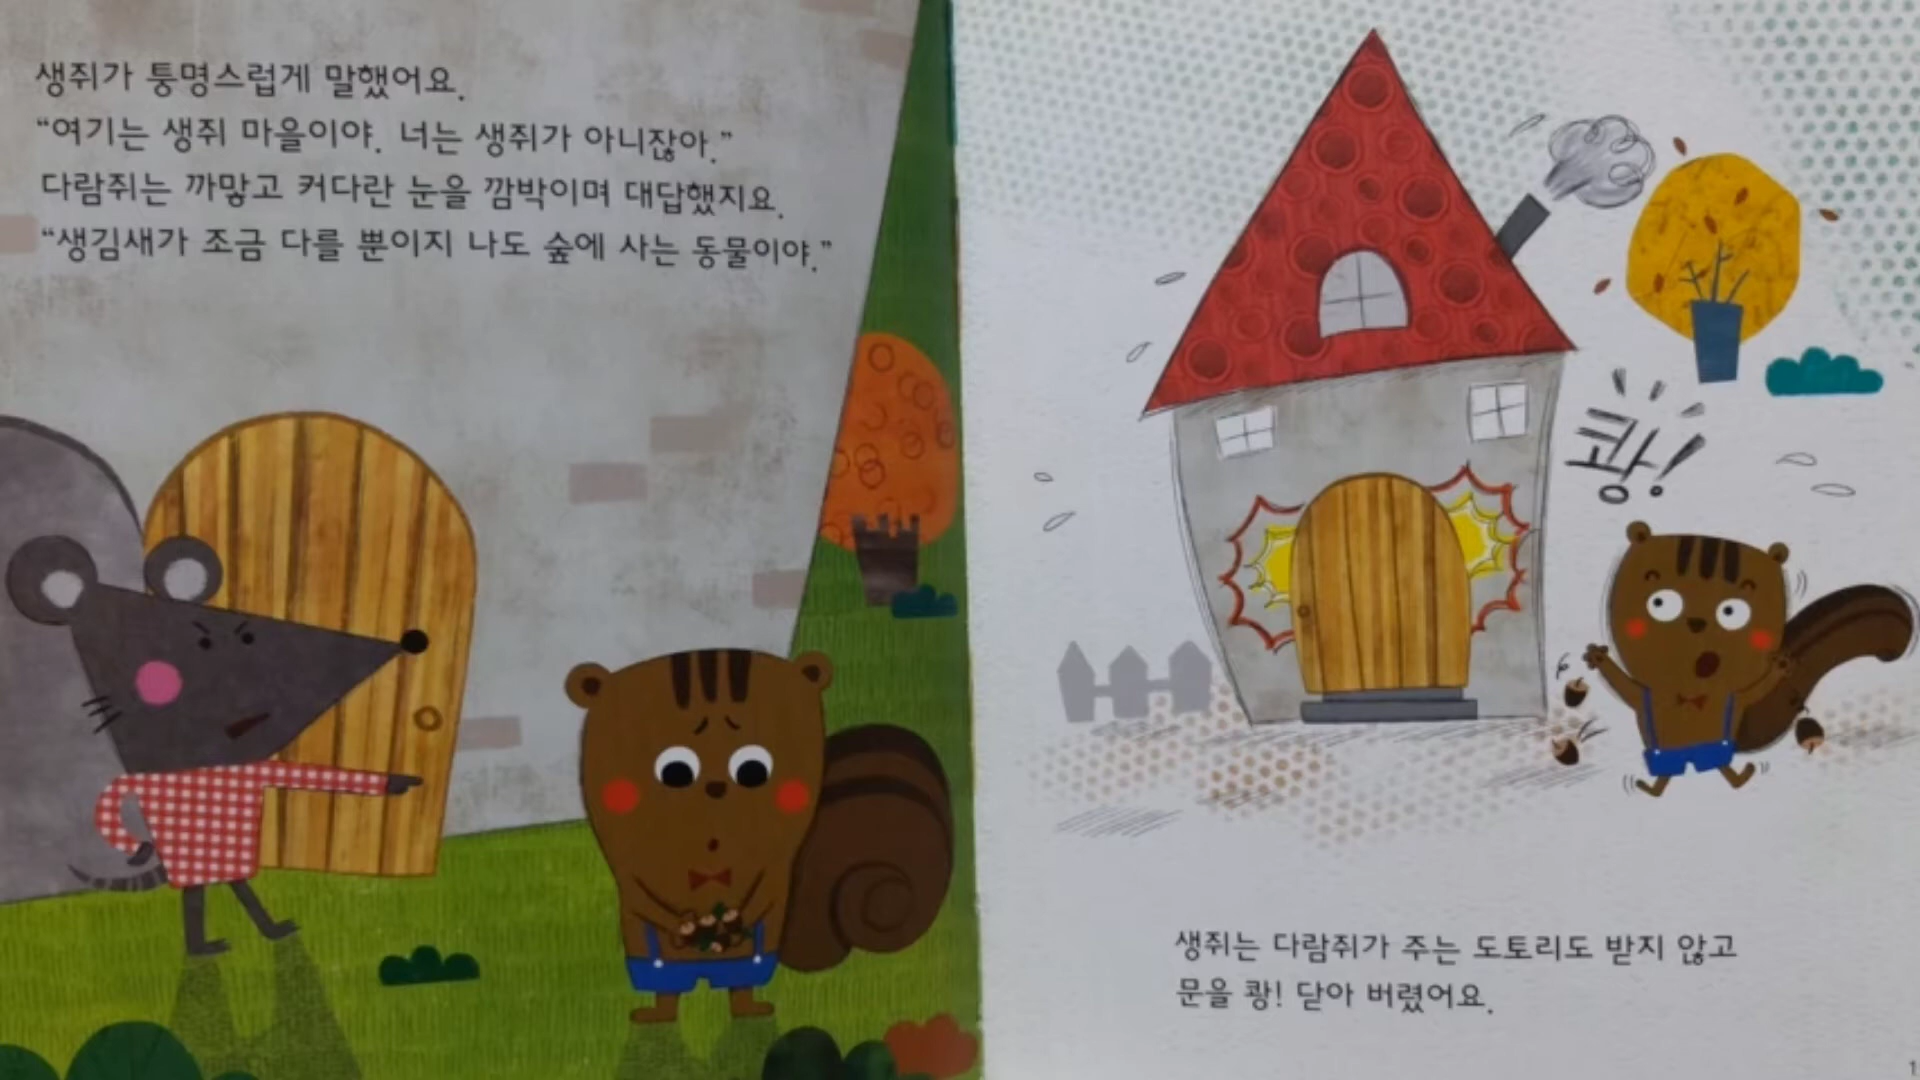 생쥐가 퉁명스럽게 말했어요.
“여기는 생쥐 마을이야. 너는 생쥐가 아니잖아.”
다람쥐는 까맣고 커다란 눈을 깜박이며 대답했지요.
“생김새가 조금 다를 뿐이지 나도 숲에 사는 동물이야.”
쾅!
생쥐는 다람쥐가 주는 도토리도 받지 않고
문을 쾅! 닫아 버렸어요.